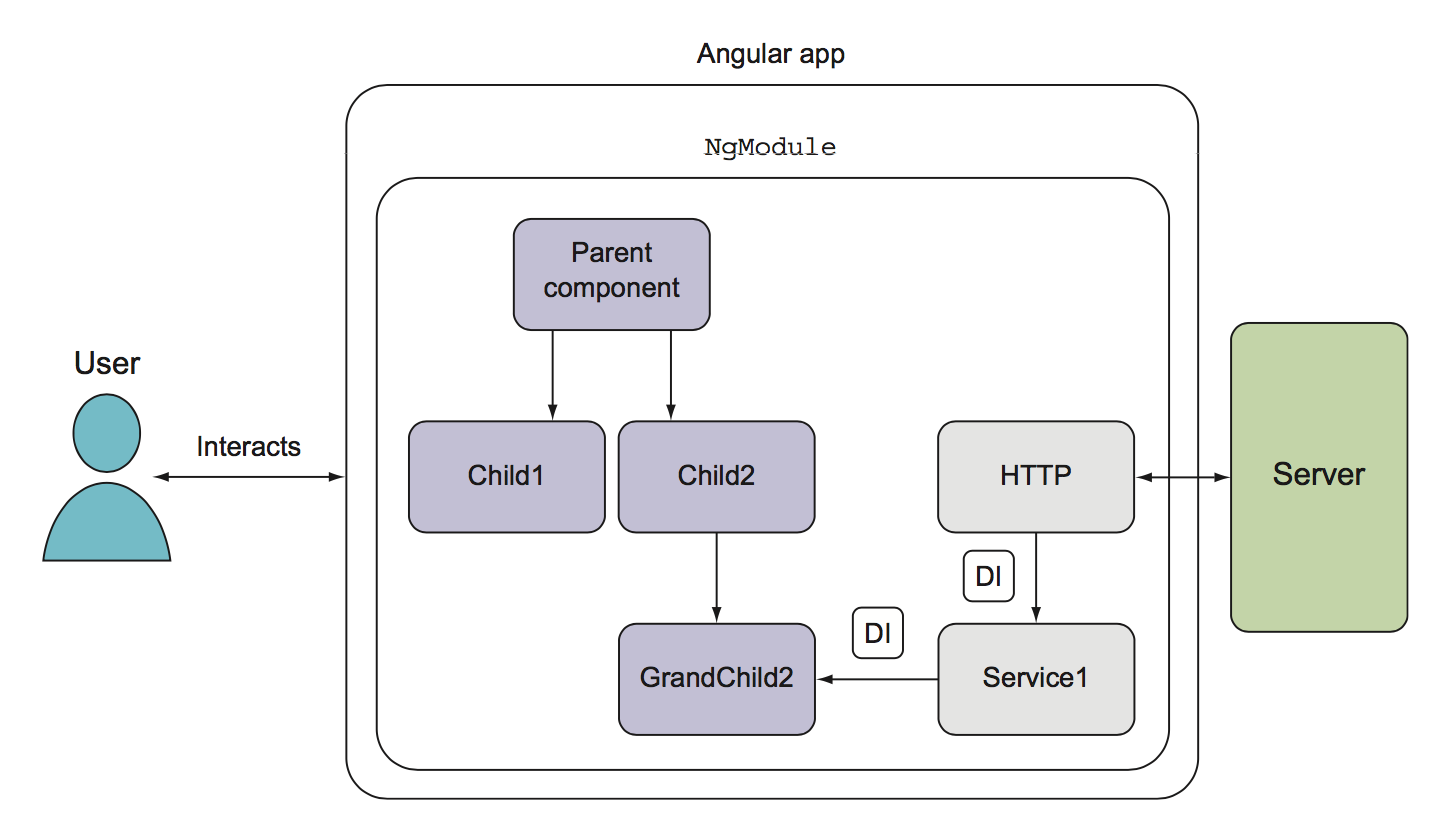 Angular app
NgModule
Parent
component
User
Interacts
Child1
Child2
HTTP
Server
DI
DI
GrandChild2
Service1